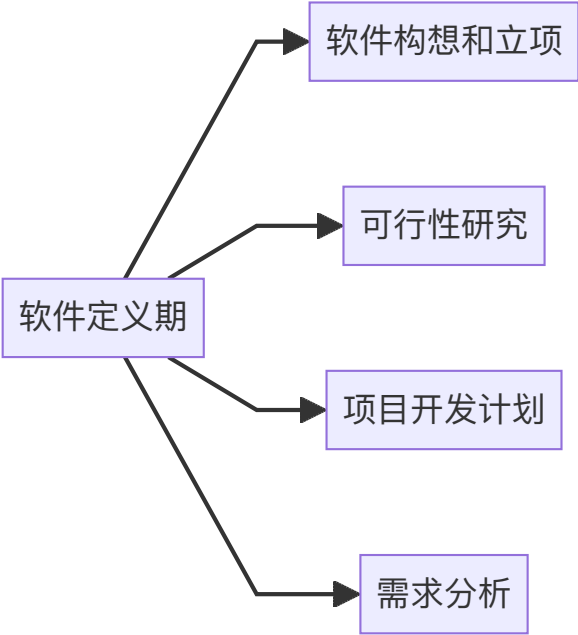 软件构想和立项
可行性研究
软件定义期
项目开发计划
需求分析